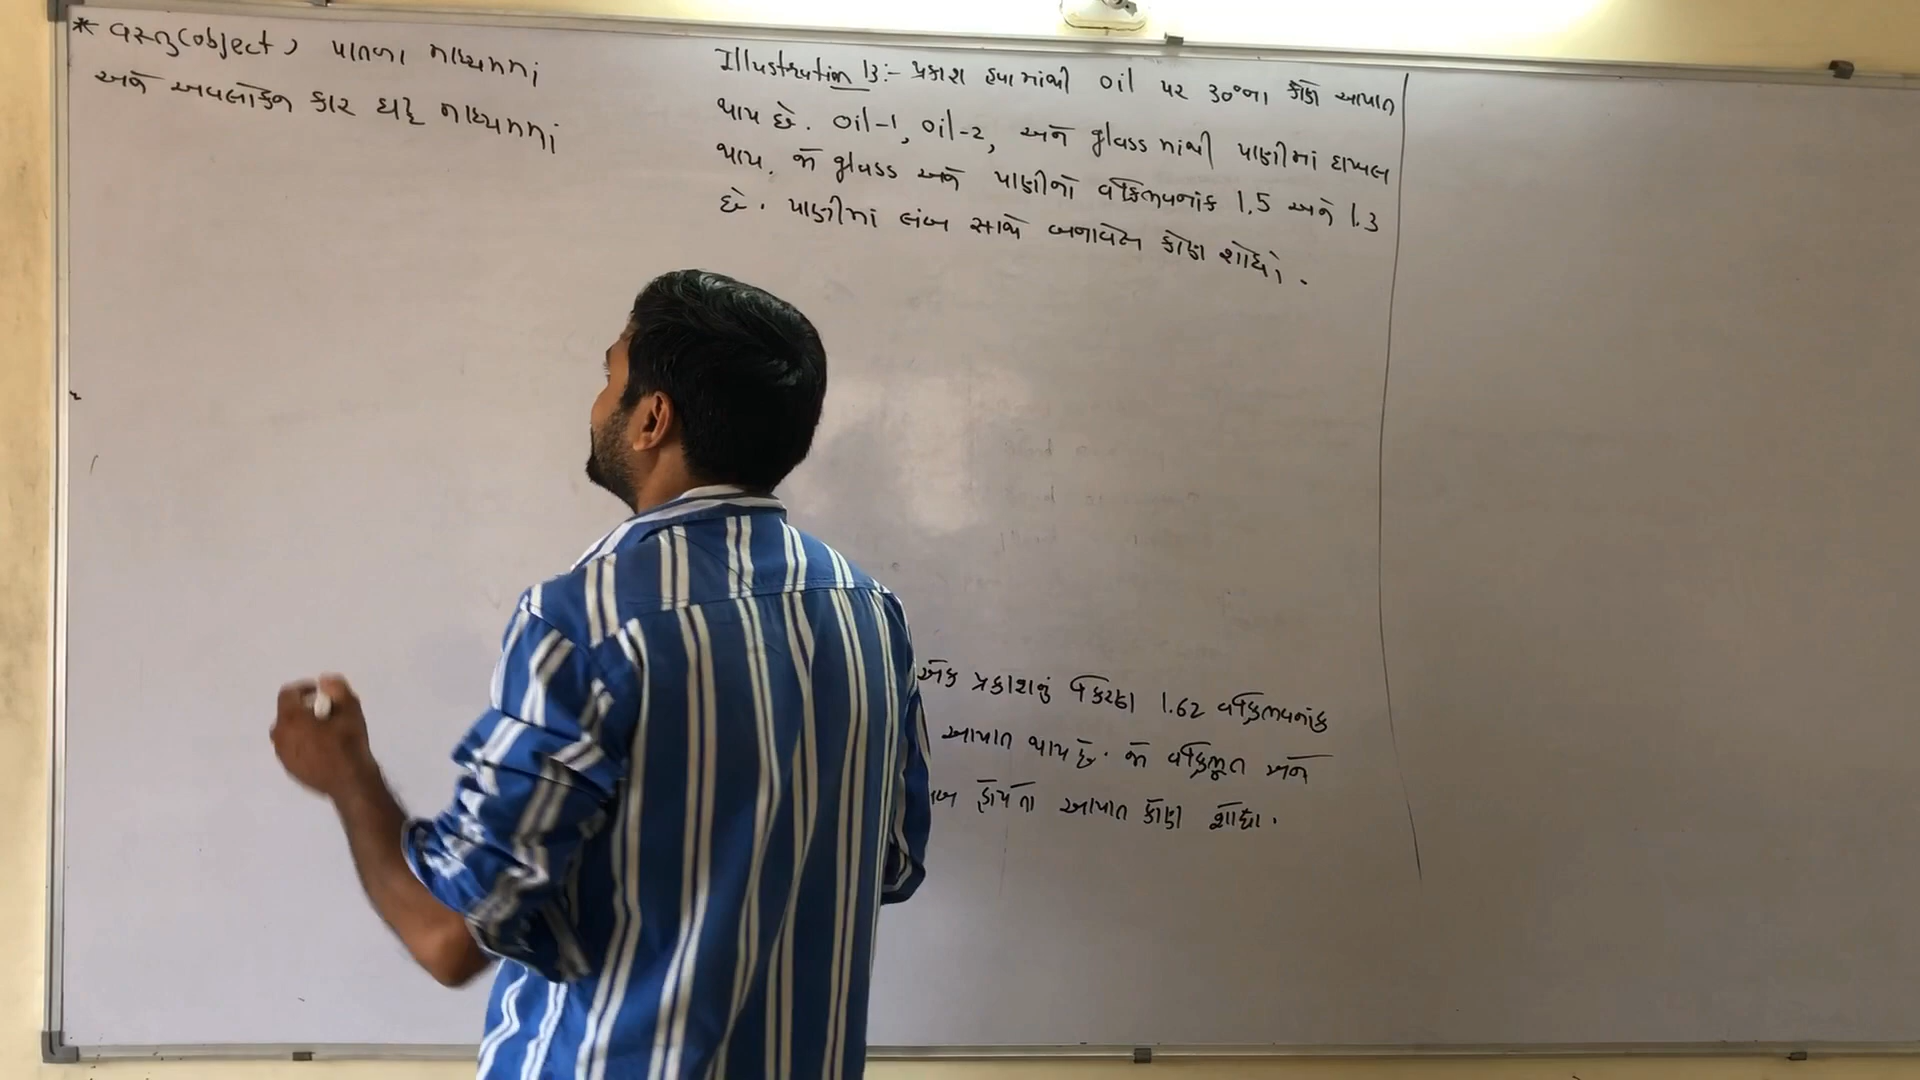 * વસ્તુ(object) પાતળા માધ્યમમાં
અને અવલોકન કાર ઘટ્ટ માધ્યમમાં
Illustration 13:- પ્રકાશ હવામાંથી oil પર 30°ના કોણે આપાત
થાય છે. oil-1, oil-2, અને glass માંથી પાણીમાં દાખલ
થાય. જો glass અને પાણીનો વક્રિભવનાંક 1.5 અને 1.3
છે. પાણીમાં લંબ સાથે બનાવેલ કોણ શોધો.
એક પ્રકાશનું કિરણ 1.62 વક્રિભવનાંક
આપાત થાય છે. જો વક્રિભૂત અને
હોય તો આપાત કોણ શોધો.